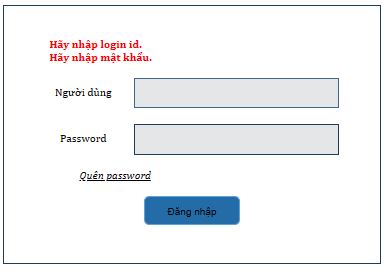 Hãy nhập login id.
Hãy nhập mật khẩu.
Người dùng
Password
Quên password
Đăng nhập